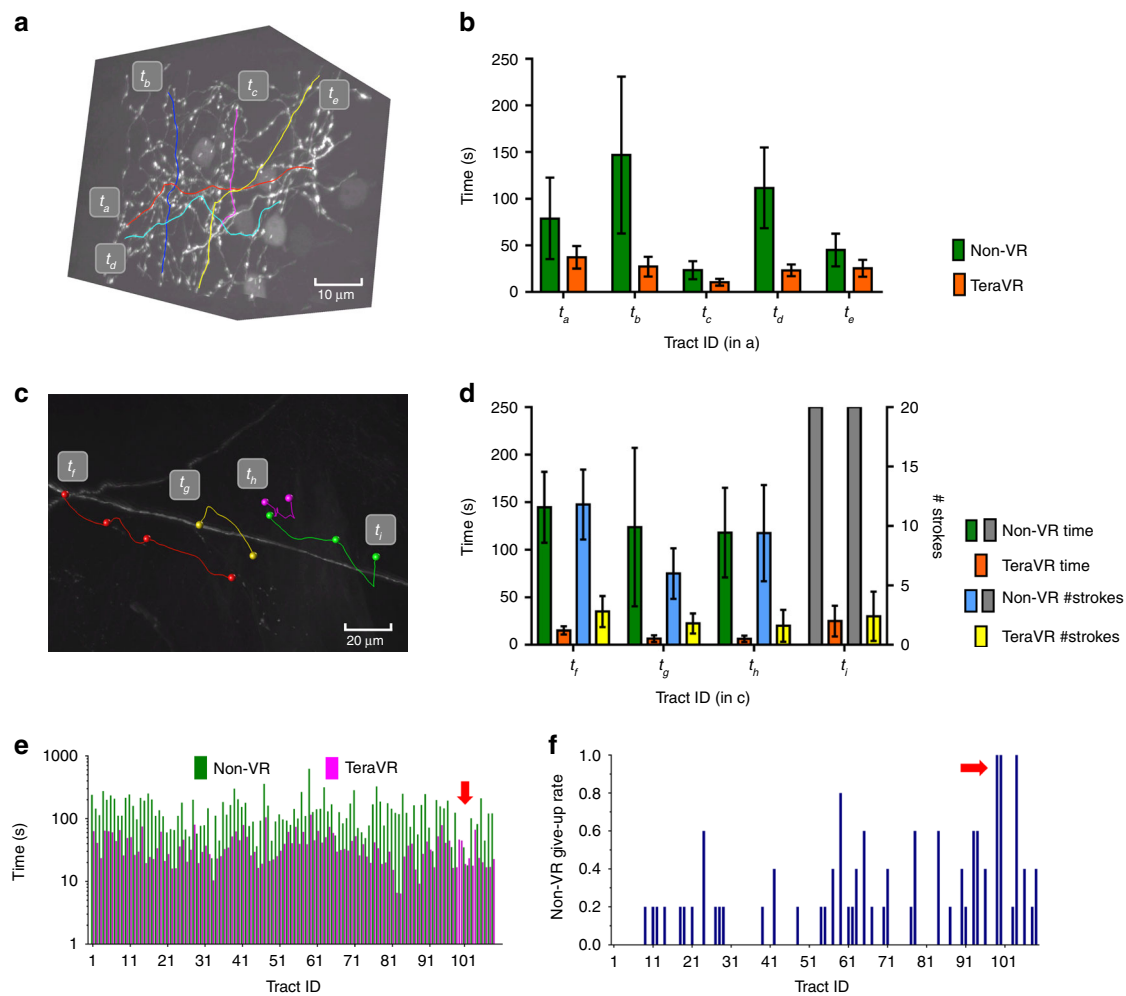 a
t_b
t_c
t_e
t_a
t_d
10 μm
b
250
200
150
100
50
0
Time (s)
t_a
t_b
t_c
t_d
t_e
Tract ID (in a)
Non-VR
TeraVR
c
t_f
t_g
t_h
t_i
20 μm
d
250
200
150
100
50
0
Time (s)
20
15
10
5
0
# strokes
t_f
t_g
t_h
t_i
Tract ID (in c)
Non-VR time
TeraVR time
Non-VR #strokes
TeraVR #strokes
e
1000
100
10
1
Time (s)
Non-VR
TeraVR
1 11 21 31 41 51 61 71 81 91 101
Tract ID
f
1.0
0.8
0.6
0.4
0.2
0.0
Non-VR give-up rate
1 11 21 31 41 51 61 71 81 91 101
Tract ID